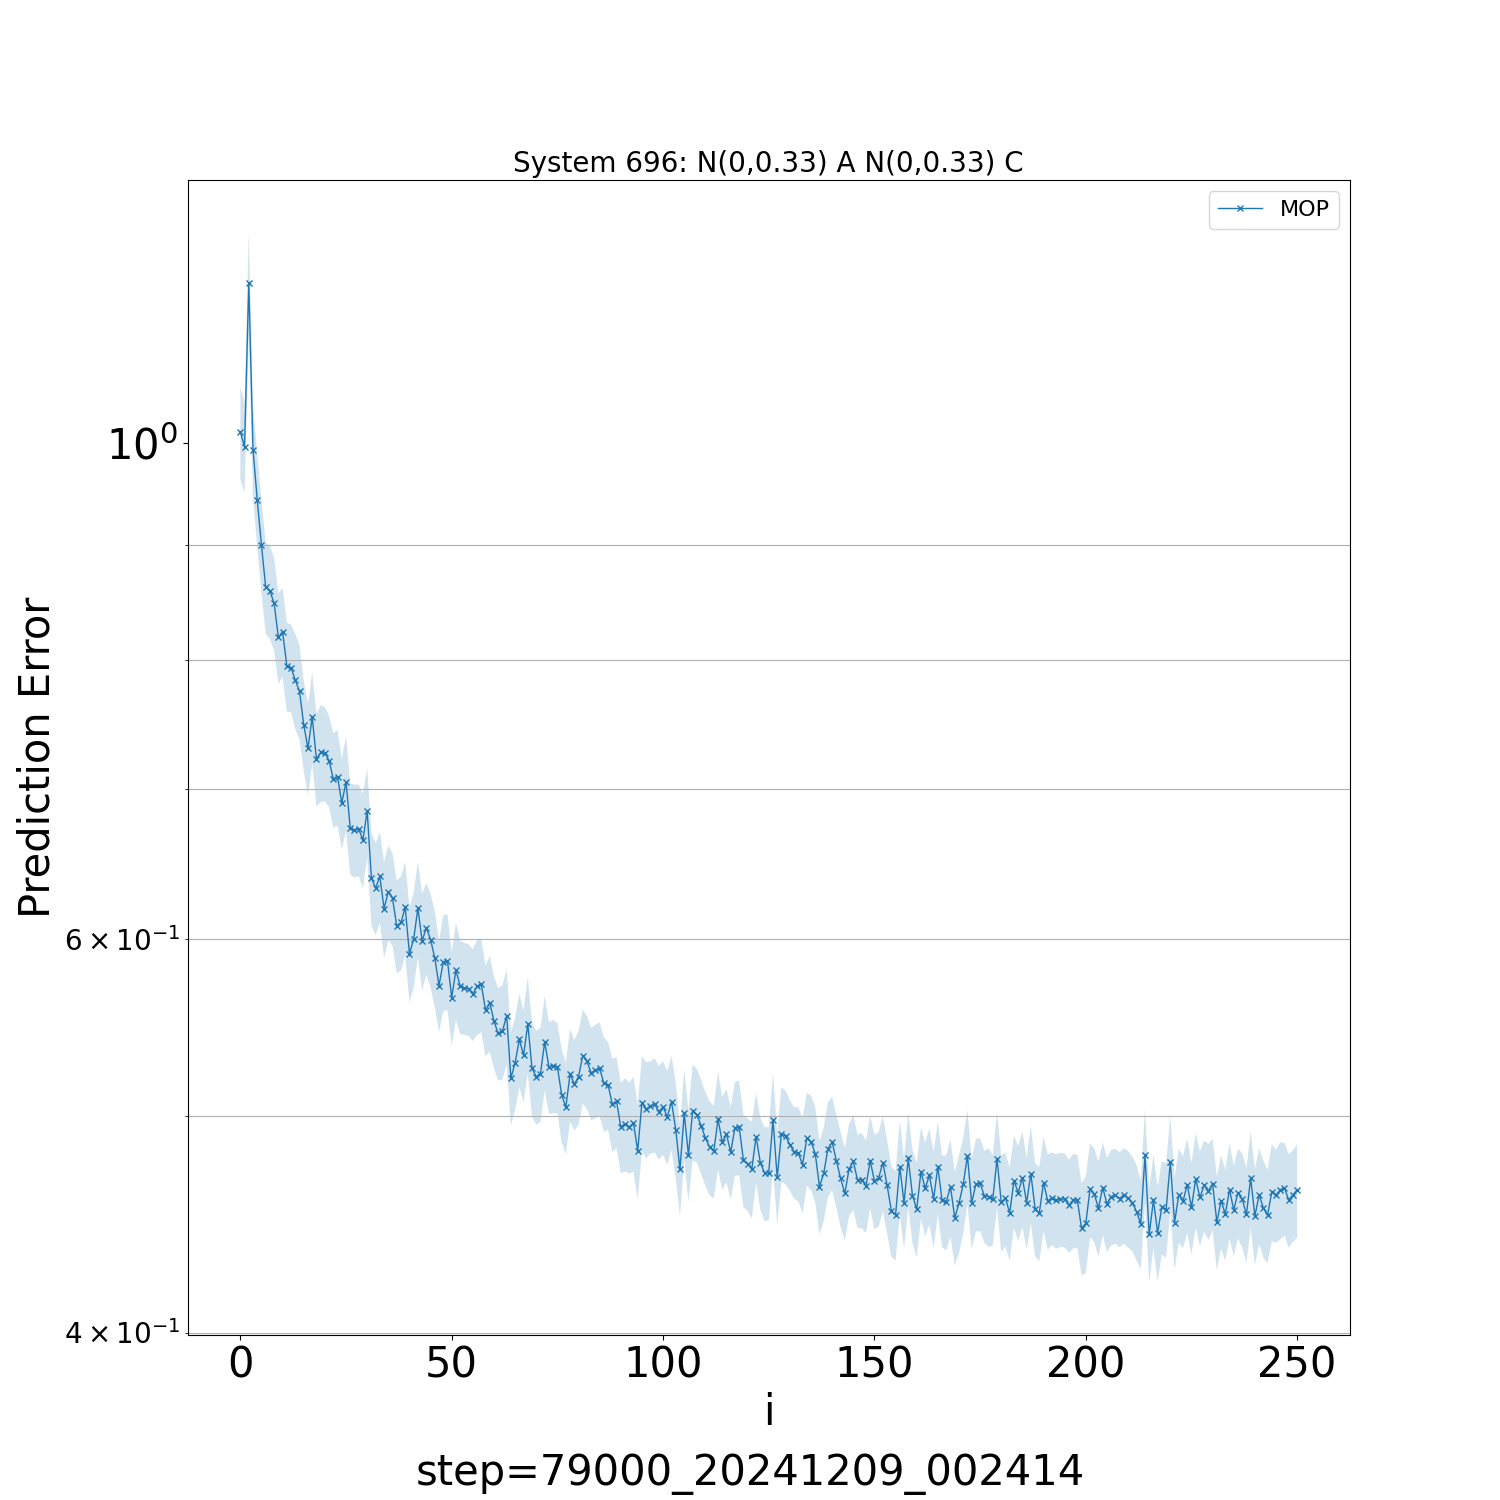 System 696: N(0,0.33) A N(0,0.33) C
MOP
10⁰
6 × 10⁻¹
4 × 10⁻¹
Prediction Error
0 50 100 150 200 250
i
step=79000_20241209_002414